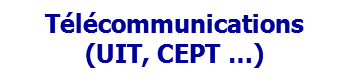 Télécommunications
(UIT, CEPT ...)